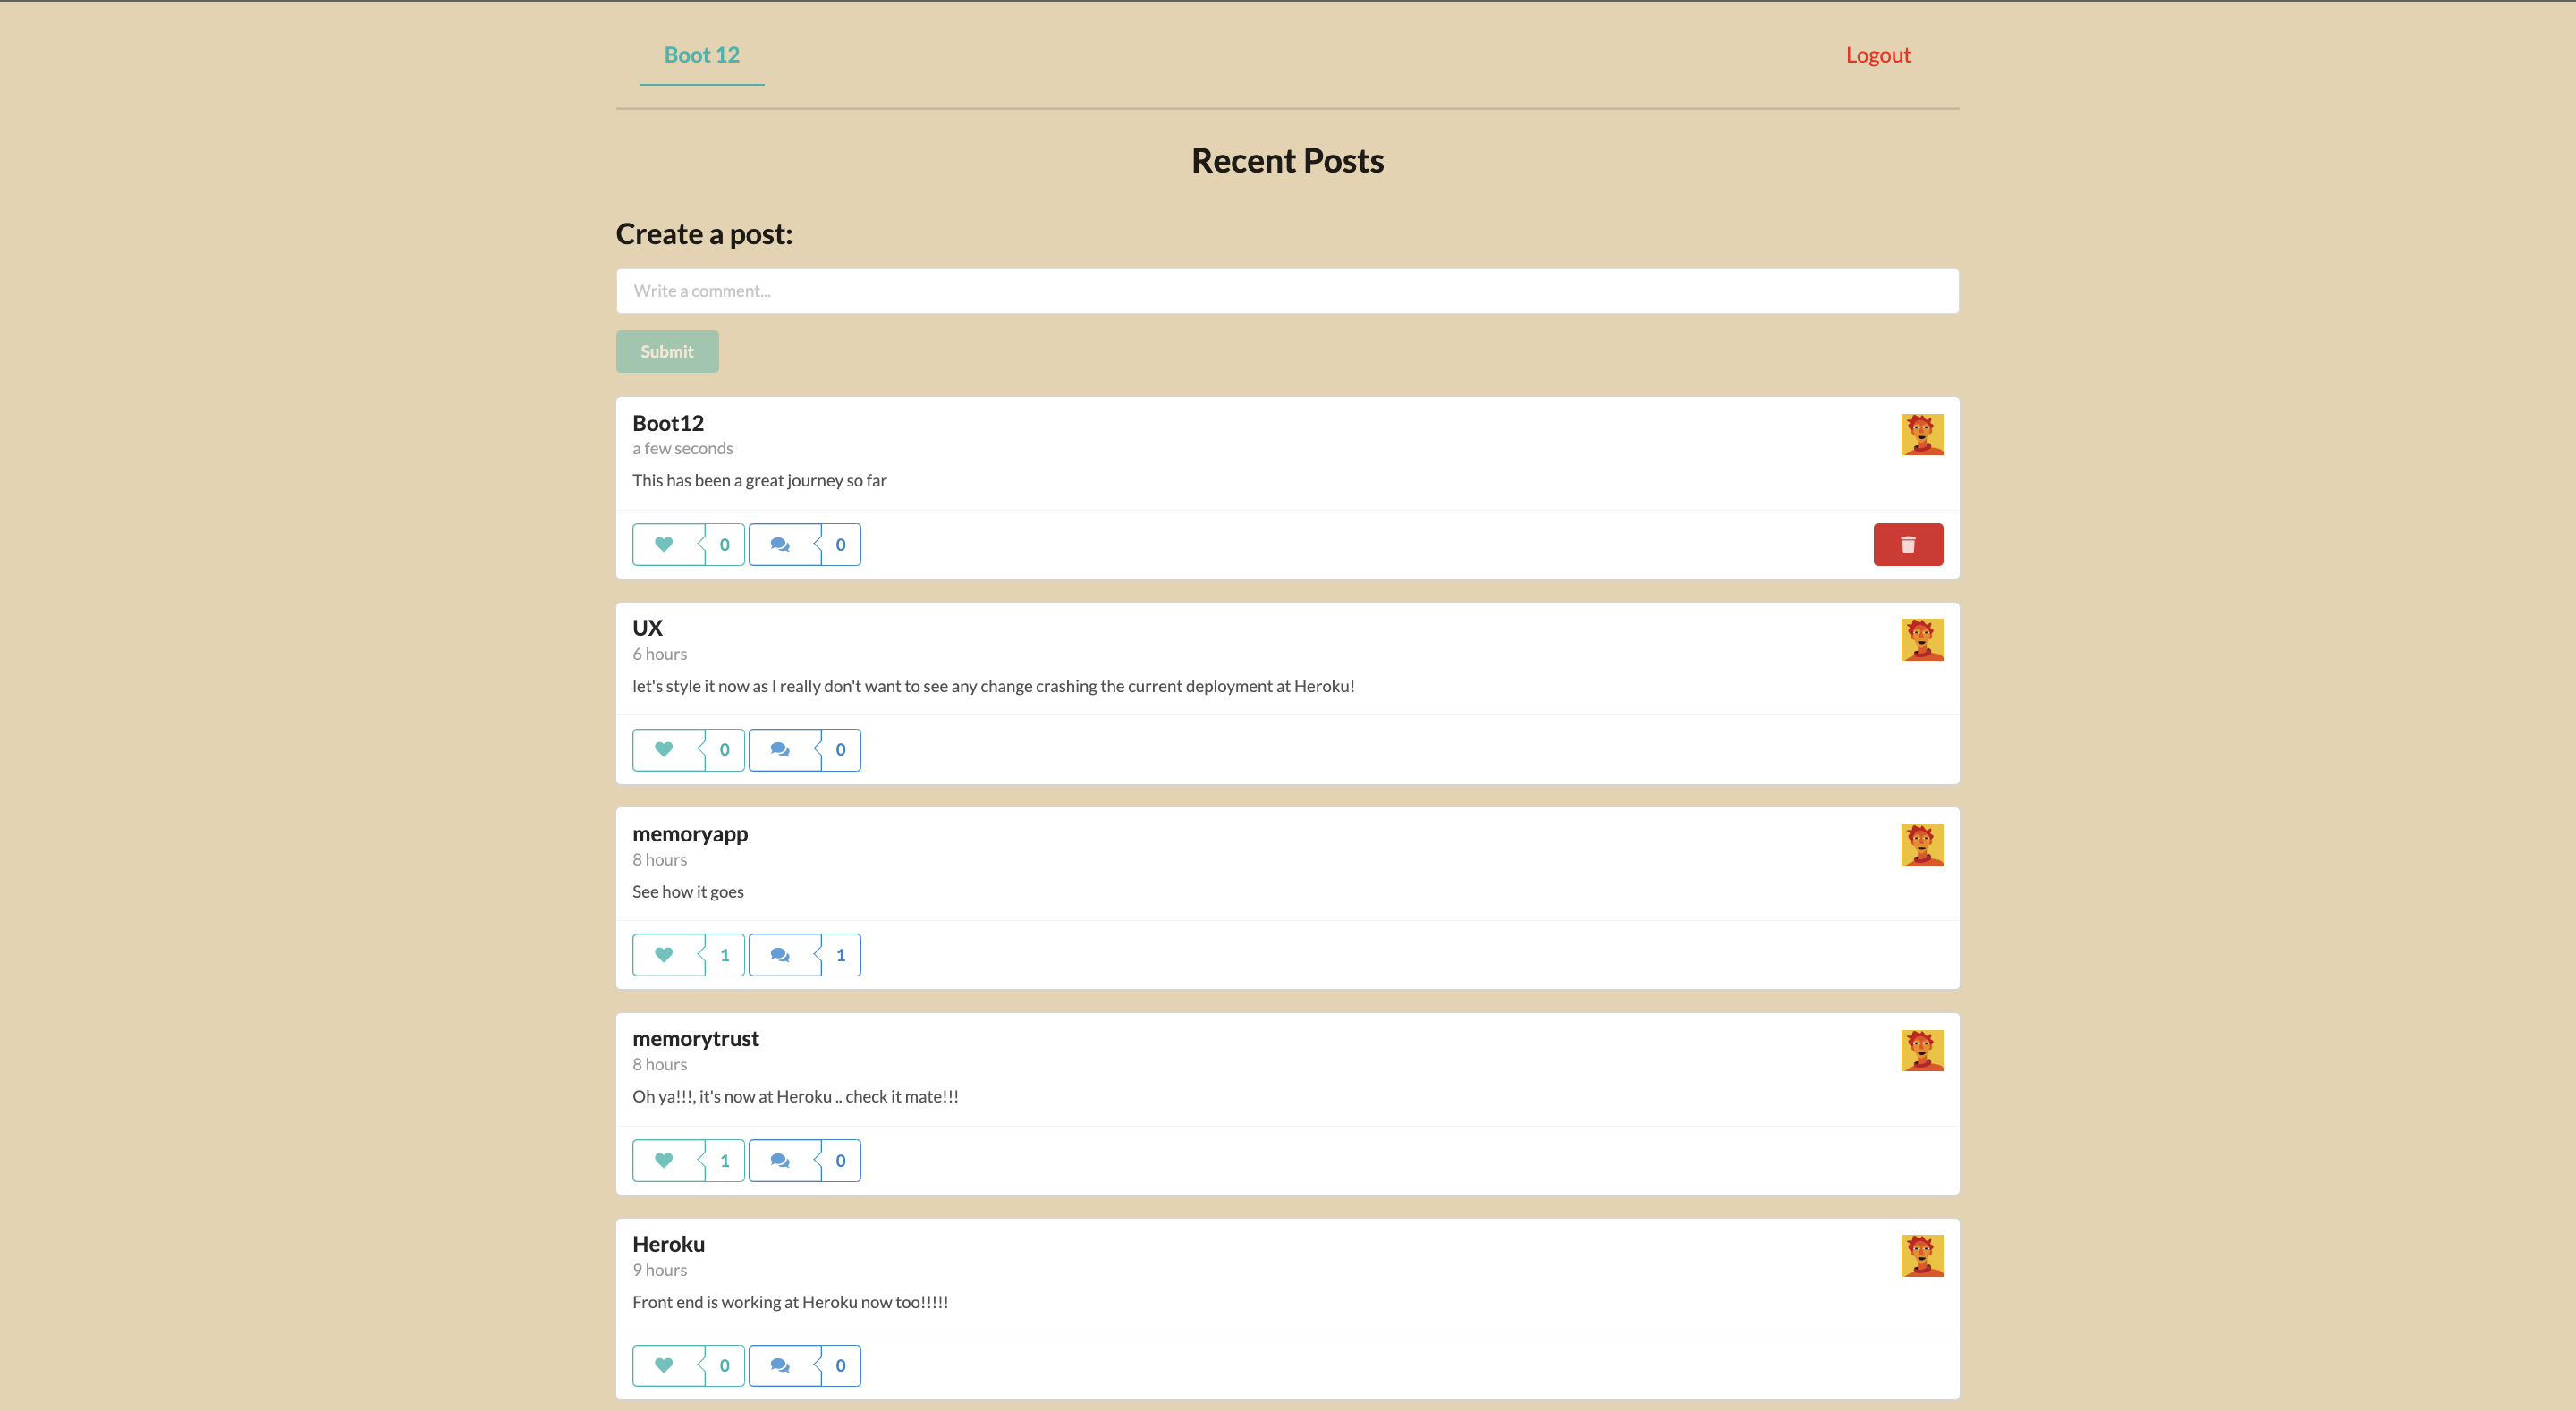 Boot 12
Logout
Recent Posts
Create a post:
Write a comment...
Submit
Boot12
a few seconds
This has been a great journey so far
0 0
UX
6 hours
let's style it now as I really don't want to see any change crashing the current deployment at Heroku!
0 0
memoryapp
8 hours
See how it goes
1 1
memorytrust
8 hours
Oh ya!!!, it's now at Heroku .. check it mate!!!
1 0
Heroku
9 hours
Front end is working at Heroku now too!!!!!
0 0